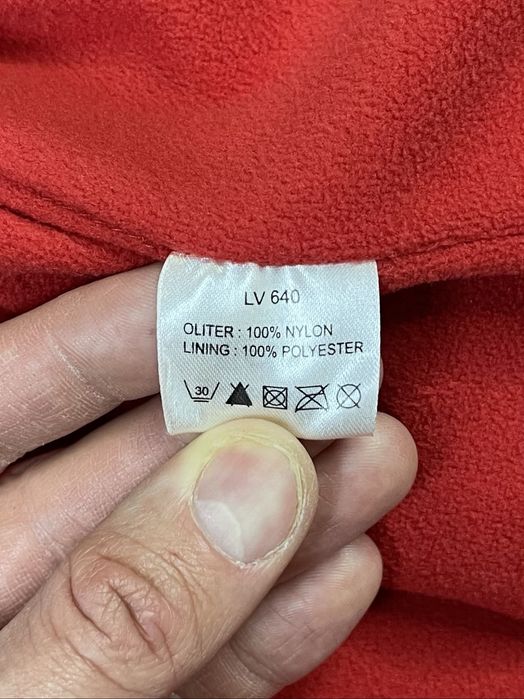 LV 640
OLITER : 100% NYLON
LINING : 100% POLYESTER
30